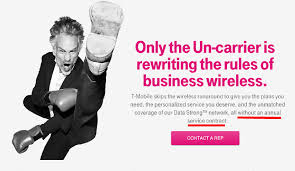 Only the Un-carrier is
rewriting the rules of
business wireless.
T-Mobile skips the wireless runaround to give you the plans you
need, the personalized service you deserve, and the unmatched
coverage of our Data Strong™ network, all without an annual
service contract.
CONTACT A REP